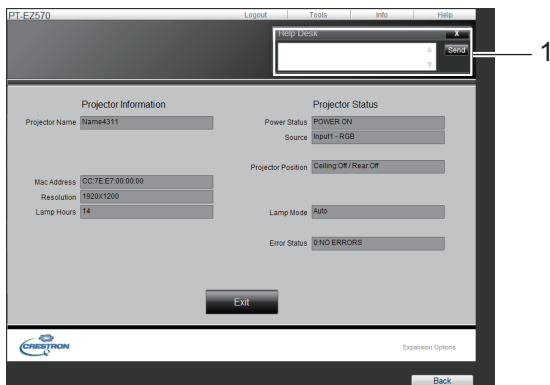 PT-EZ570 Logout Tools Info Help
Help Desk X
Send
1
Projector Information Projector Status
Projector Name Name4311 Power Status POWER ON
Source Input1 - RGB
Projector Position Ceiling:Off / Rear:Off
Mac Address CC:7E:E7:00:00:00
Resolution 1920X1200
Lamp Hours 14 Lamp Mode Auto
Error Status 0:NO ERRORS
Exit
CRESTRON Expansion Options
Back